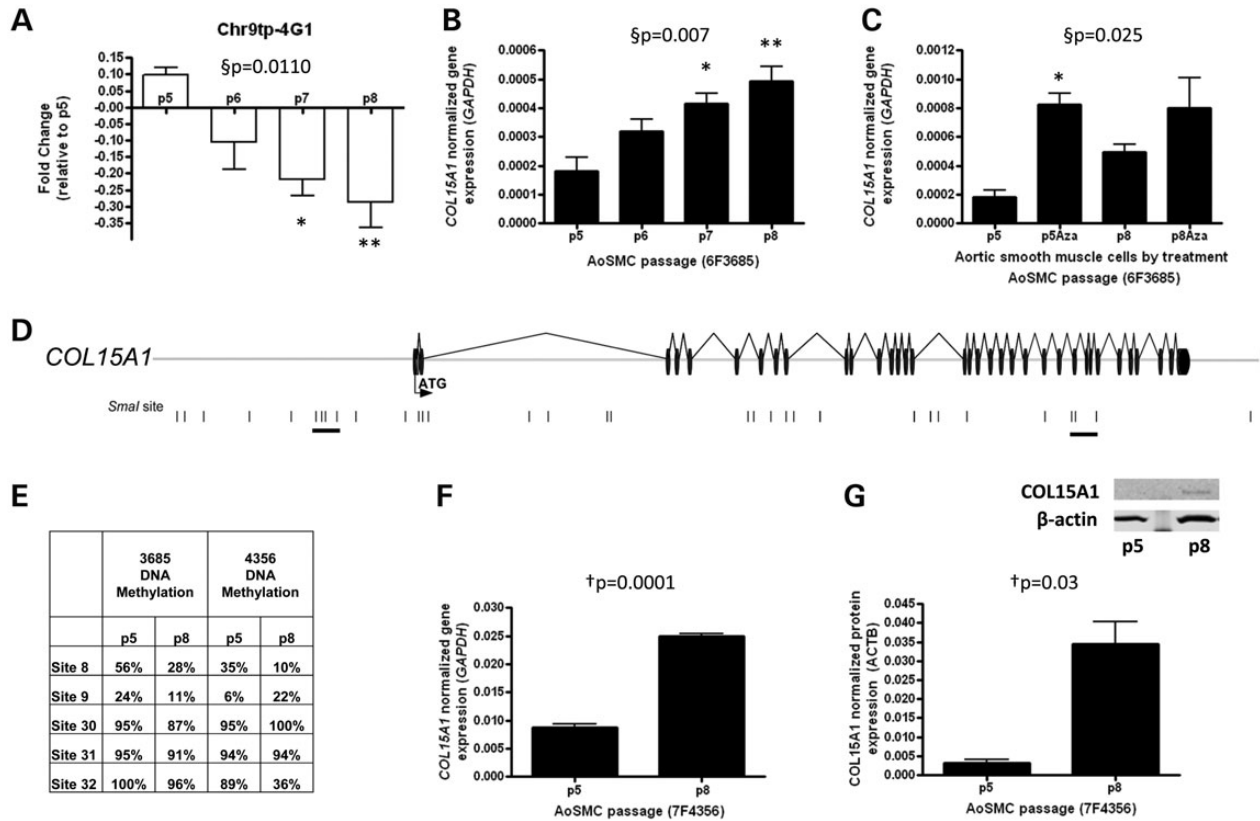 A
Chr9tp-4G1
§p=0.0110
Fold Change
(relative to p5)
0.15
0.10
0.05
-0.00
-0.05
-0.10
-0.15
-0.20
-0.25
-0.30
-0.35
p5
p6
p7
p8
*
**
B
§p=0.007
COL15A1 normalized gene
expression (GAPDH)
0.0006
0.0005
0.0004
0.0003
0.0002
0.0001
0.0000
*
**
p5
p6
p7
p8
AoSMC passage (6F3685)
C
§p=0.025
COL15A1 normalized gene
expression (GAPDH)
0.0012
0.0010
0.0008
0.0006
0.0004
0.0002
0.0000
*
p5
p5Aza
p8
p8Aza
Aortic smooth muscle cells by treatment
AoSMC passage (6F3685)
D
COL15A1
ATG
SmaI site
E
3685 DNA Methylation 4356 DNA Methylation
p5 p8 p5 p8
Site 8 56% 28% 35% 10%
Site 9 24% 11% 6% 22%
Site 30 95% 87% 95% 100%
Site 31 95% 91% 94% 94%
Site 32 100% 96% 89% 36%
F
†p=0.0001
COL15A1 normalized gene
expression (GAPDH)
0.030
0.025
0.020
0.015
0.010
0.005
0.000
p5
p8
AoSMC passage (7F4356)
G
COL15A1
β-actin
p5
p8
†p=0.03
COL15A1 normalized protein
expression (ACTB)
0.045
0.040
0.035
0.030
0.025
0.020
0.015
0.010
0.005
0.000
p5
p8
AoSMC passage (7F4356)